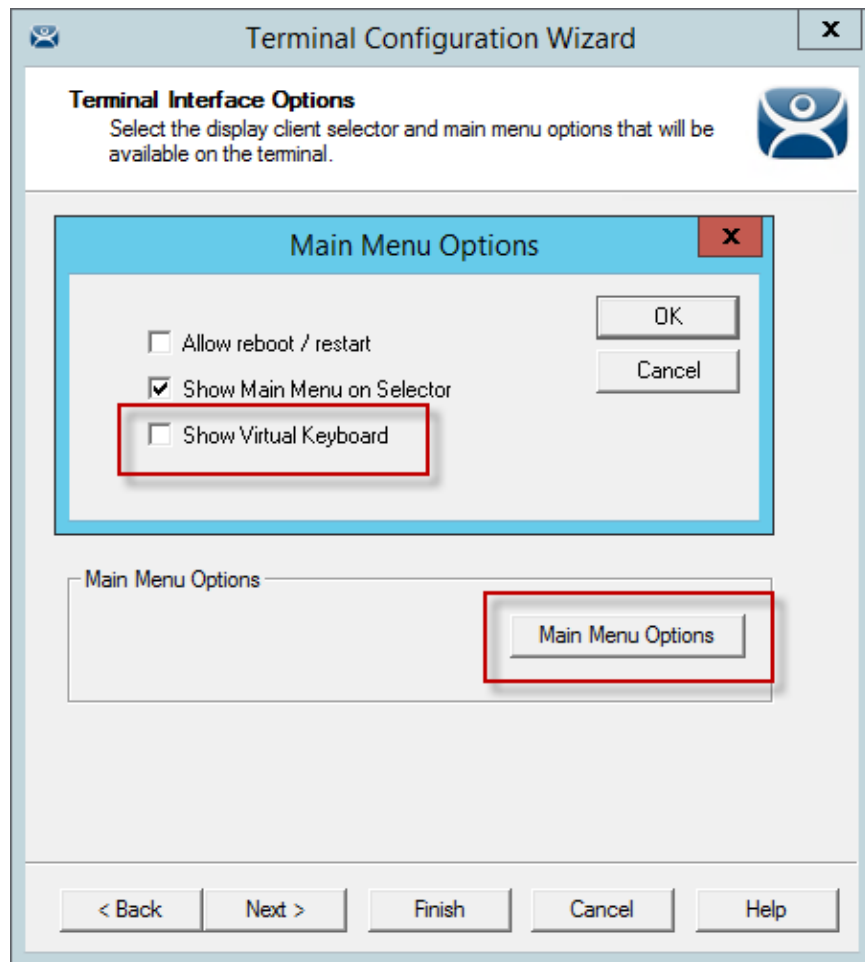 Terminal Configuration Wizard
x
Terminal Interface Options
Select the display client selector and main menu options that will be
available on the terminal.
Main Menu Options
x
Allow reboot / restart
OK
Show Main Menu on Selector
Cancel
Show Virtual Keyboard
Main Menu Options
Main Menu Options
< Back
Next >
Finish
Cancel
Help